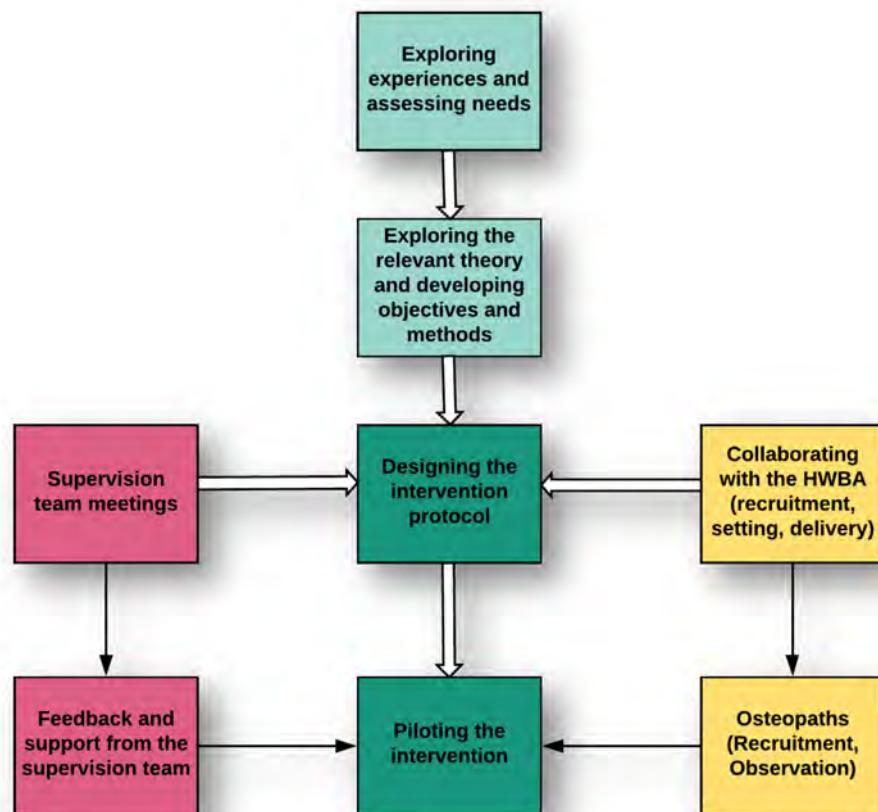 Exploring
experiences and
assessing needs
Exploring the
relevant theory
and developing
objectives and
methods
Supervision
team meetings
Designing the
intervention
protocol
Collaborating
with the HWBA
(recruitment,
setting, delivery)
Feedback and
support from the
supervision team
Piloting the
intervention
Osteopaths
(Recruitment,
Observation)